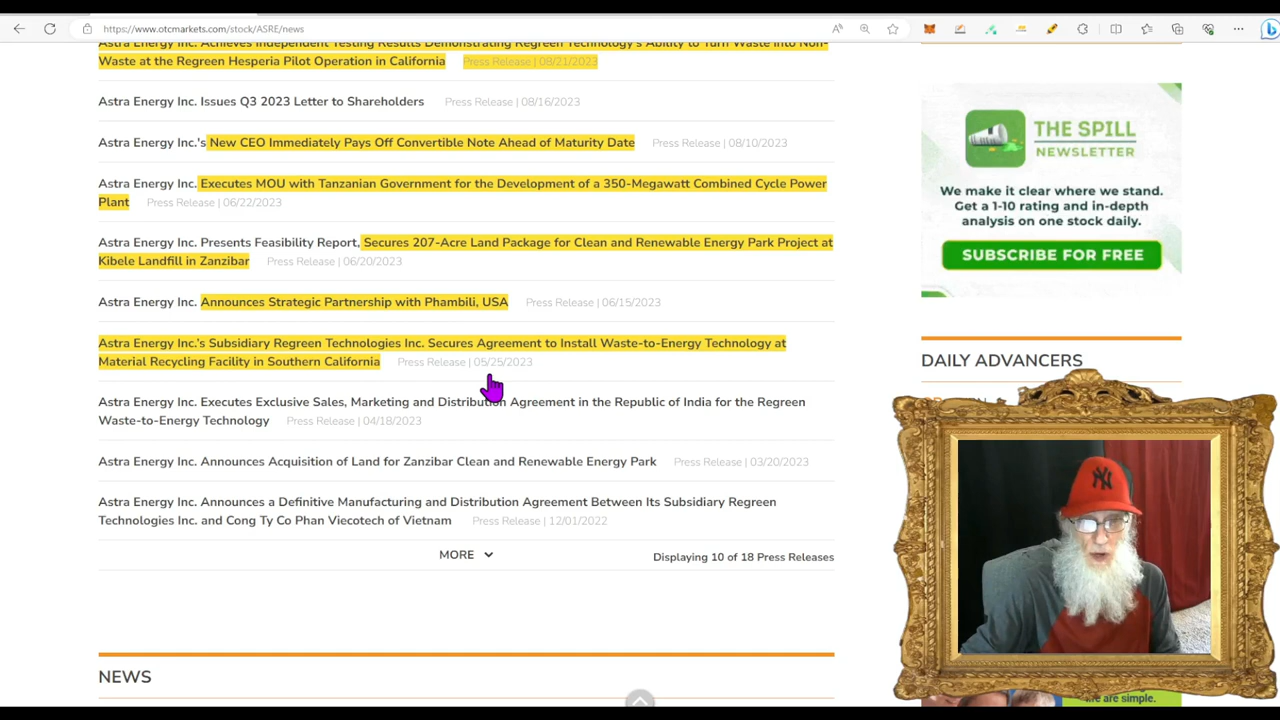 https://www.otcmarkets.com/stock/ASRE/news
Astra Energy Inc. Achieves Independent Testing Results Demonstrating Regreen Technology's Ability to Turn Waste into Non-
Waste at the Regreen Hesperia Pilot Operation in California Press Release | 08/21/2023
Astra Energy Inc. Issues Q3 2023 Letter to Shareholders Press Release | 08/16/2023
Astra Energy Inc.'s New CEO Immediately Pays Off Convertible Note Ahead of Maturity Date Press Release | 08/10/2023
Astra Energy Inc. Executes MOU with Tanzanian Government for the Development of a 350-Megawatt Combined Cycle Power
Plant Press Release | 06/22/2023
Astra Energy Inc. Presents Feasibility Report, Secures 207-Acre Land Package for Clean and Renewable Energy Park Project at
Kibele Landfill in Zanzibar Press Release | 06/20/2023
Astra Energy Inc. Announces Strategic Partnership with Phambili, USA Press Release | 06/15/2023
Astra Energy Inc.'s Subsidiary Regreen Technologies Inc. Secures Agreement to Install Waste-to-Energy Technology at
Material Recycling Facility in Southern California Press Release | 05/25/2023
Astra Energy Inc. Executes Exclusive Sales, Marketing and Distribution Agreement in the Republic of India for the Regreen
Waste-to-Energy Technology Press Release | 04/18/2023
Astra Energy Inc. Announces Acquisition of Land for Zanzibar Clean and Renewable Energy Park Press Release | 03/20/2023
Astra Energy Inc. Announces a Definitive Manufacturing and Distribution Agreement Between Its Subsidiary Regreen
Technologies Inc. and Cong Ty Co Phan Viecotech of Vietnam Press Release | 12/01/2022
MORE
Displaying 10 of 18 Press Releases
NEWS
THE SPILL
NEWSLETTER
We make it clear where we stand.
Get a 1-10 rating and in-depth
analysis on one stock daily.
SUBSCRIBE FOR FREE
DAILY ADVANCERS
are simple.